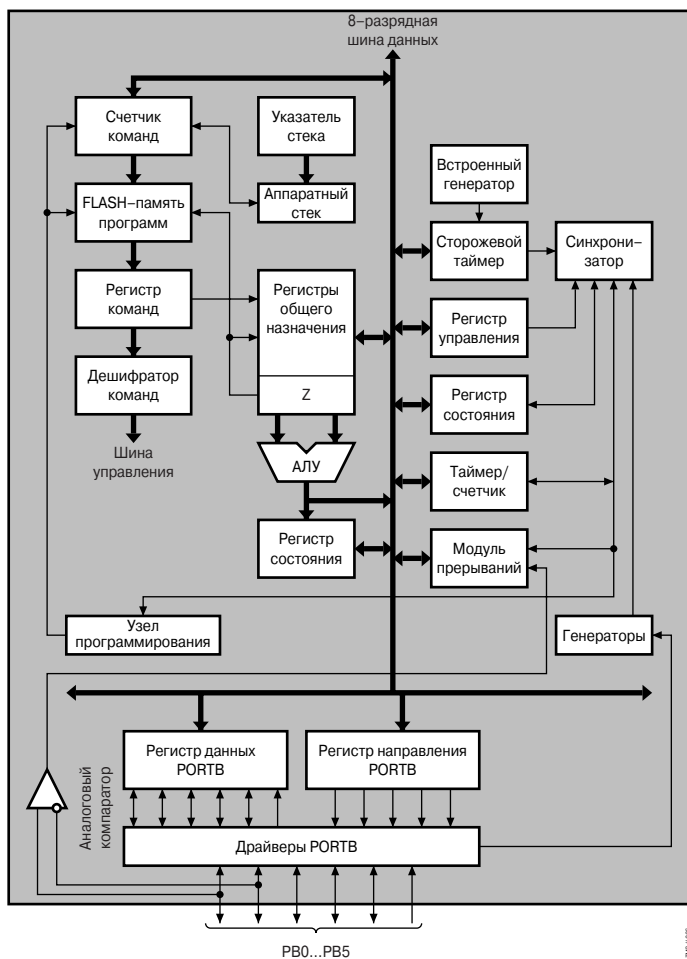 8–разрядная
шина данных
Счетчик
команд
Указатель
стека
Встроенный
генератор
FLASH–память
программ
Аппаратный
стек
Сторожевой
таймер
Синхрони–
затор
Регистр
команд
Регистры
общего
назначения
Регистр
управления
Дешифратор
команд
Z
Регистр
состояния
Шина
управления
АЛУ
Таймер/
счетчик
Регистр
состояния
Модуль
прерываний
Узел
программирования
Генераторы
Регистр данных
PORTB
Регистр направления
PORTB
Аналоговый
компаратор
Драйверы PORTB
PB0...PB5